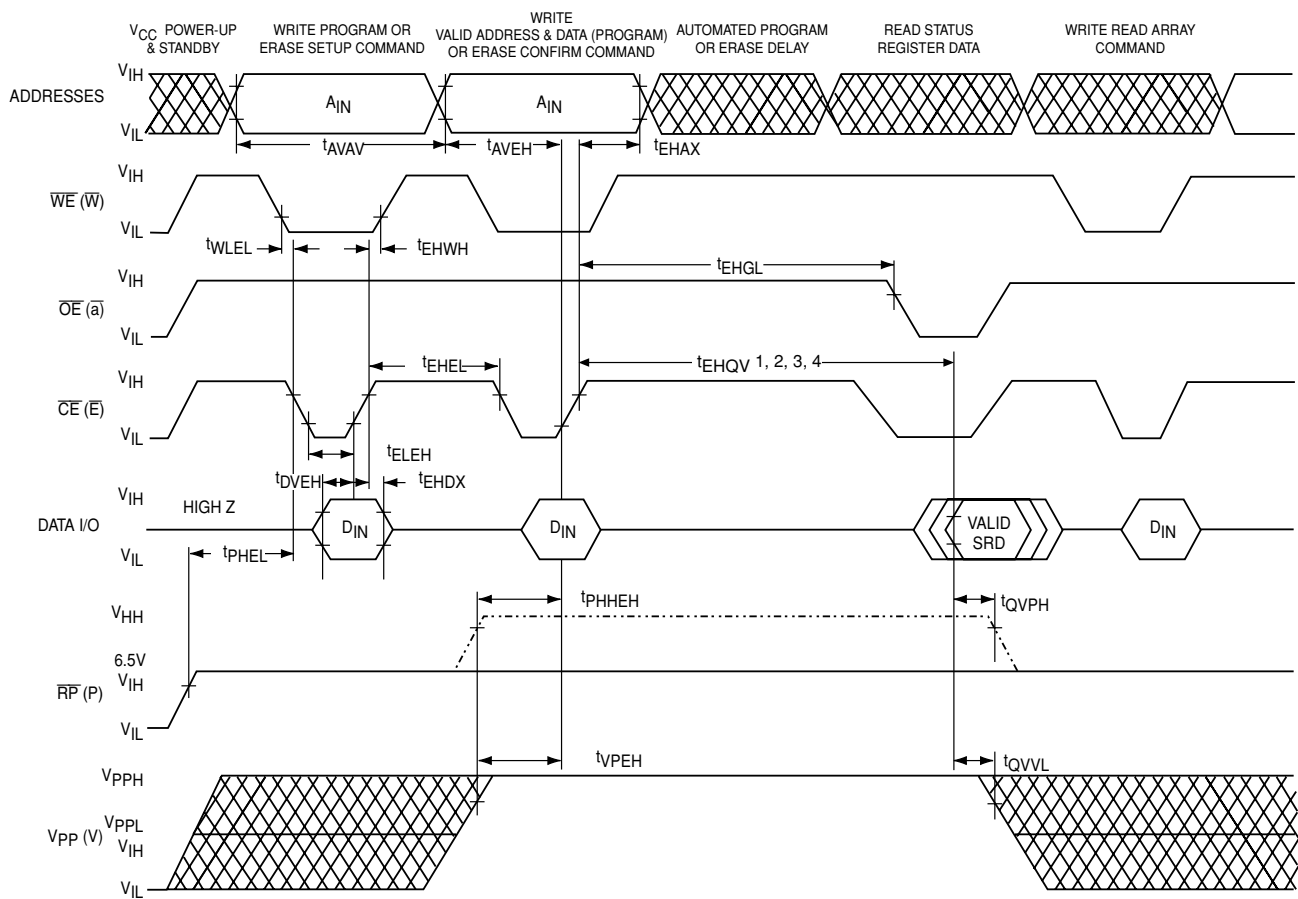 VCC POWER-UP & STANDBY
WRITE PROGRAM OR ERASE SETUP COMMAND
WRITE VALID ADDRESS & DATA (PROGRAM) OR ERASE CONFIRM COMMAND
AUTOMATED PROGRAM OR ERASE DELAY
READ STATUS REGISTER DATA
WRITE READ ARRAY COMMAND
ADDRESSES
VIH
AIN
AIN
VIL
tAVAV
tAVEH
tEHAX
WE (W)
VIH
VIL
tWLEL
tEHWH
tEHGL
OE (a)
VIH
VIL
tEHEL
tEHQV 1, 2, 3, 4
CE (E)
VIH
VIL
tELEH
tDVEH
tEHDX
DATA I/O
VIH
HIGH Z
DIN
DIN
VALID
SRD
DIN
VIL
tPHEL
tPHHEH
tQVPH
VHH
6.5V
VIH
RP (P)
VIL
tVPEH
tQVVL
VPPH
VPPL
VPP (V)
VIH
VIL